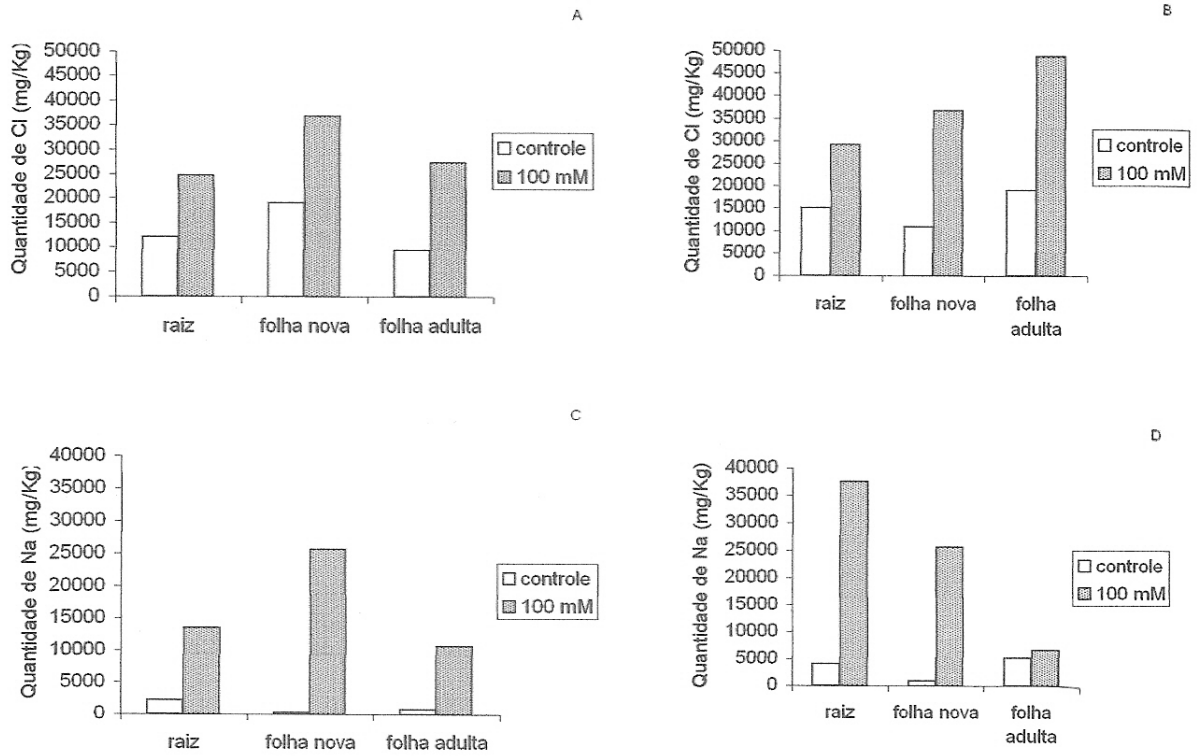 A
Quantidade de Cl (mg/Kg)
50000
45000
40000
35000
30000
25000
20000
15000
10000
5000
0
raiz
folha nova
folha adulta
controle
100 mM
B
Quantidade de Cl (mg/Kg)
50000
45000
40000
35000
30000
25000
20000
15000
10000
5000
0
raiz
folha nova
folha
adulta
controle
100 mM
C
Quantidade de Na (mg/Kg)
40000
35000
30000
25000
20000
15000
10000
5000
0
raiz
folha nova
folha adulta
controle
100 mM
D
Quantidade de Na (mg/Kg)
40000
35000
30000
25000
20000
15000
10000
5000
0
raiz
folha nova
folha
adulta
controle
100 mM